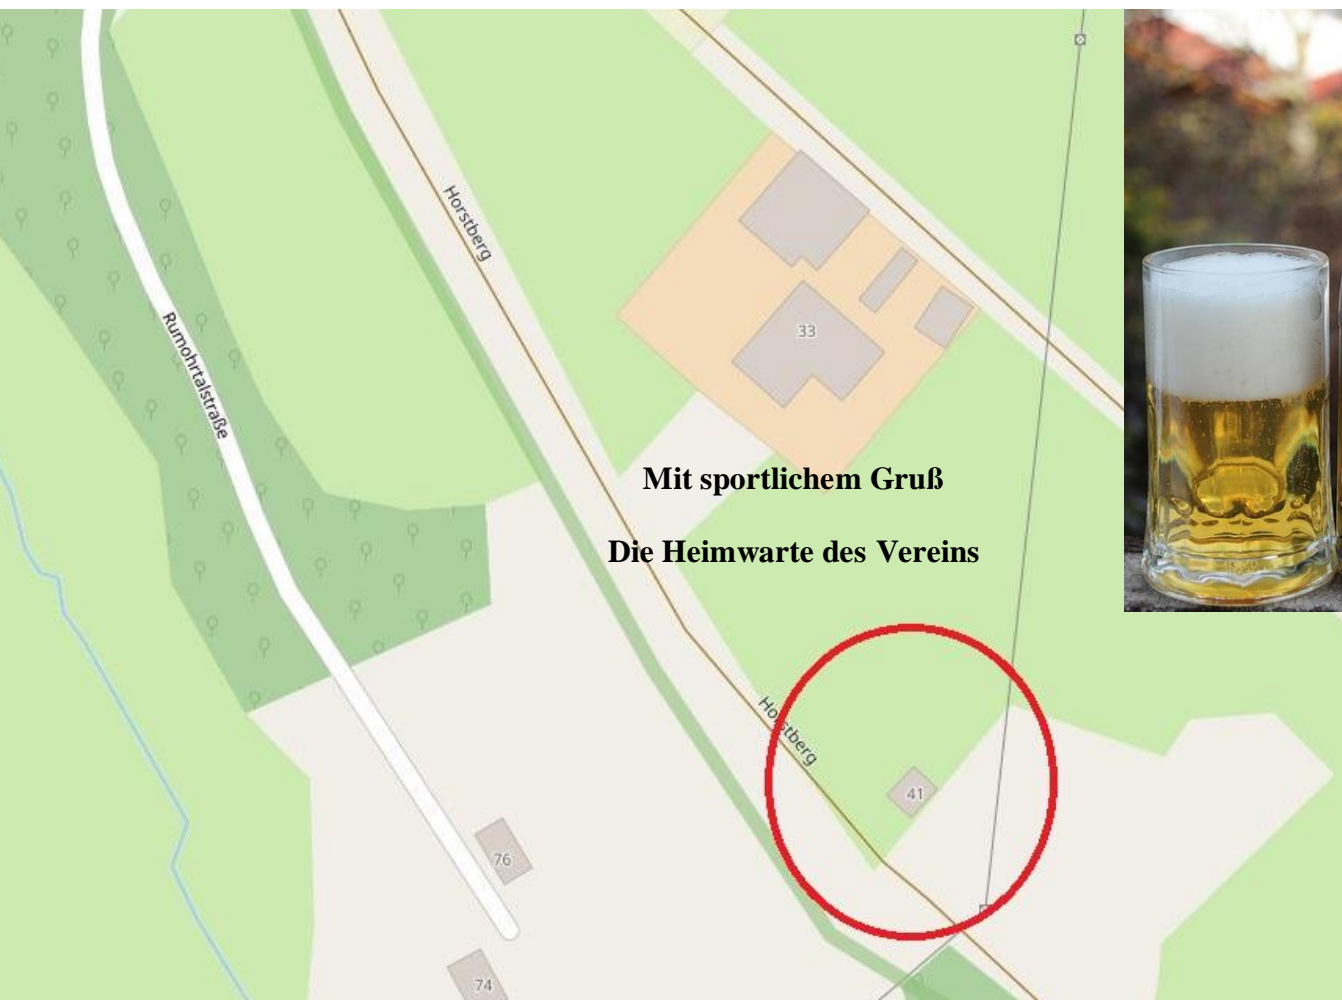 Horstberg
Rumohrtalstraße
33
Mit sportlichem Gruß
Die Heimwarte des Vereins
Horstberg
41
76
74